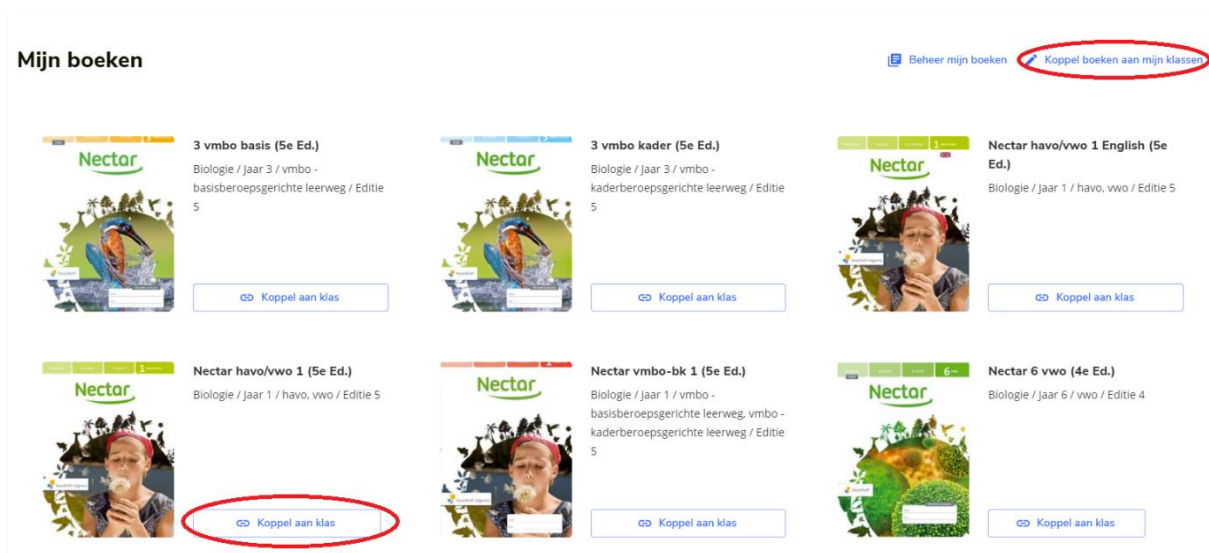 Mijn boeken
Beheer mijn boeken
Koppel boeken aan mijn klassen
Nectar
3 vmbo basis (5e Ed.)
Biologie / Jaar 3 / vmbo -
basisberoepsgerichte leerweg / Editie
5
Koppel aan klas
Nectar
3 vmbo kader (5e Ed.)
Biologie / Jaar 3 / vmbo -
kaderberoepsgerichte leerweg / Editie
5
Koppel aan klas
1
Nectar
Nectar havo/vwo 1 English (5e
Ed.)
Biologie / Jaar 1 / havo, vwo / Editie 5
Koppel aan klas
1
Nectar
Nectar havo/vwo 1 (5e Ed.)
Biologie / Jaar 1 / havo, vwo / Editie 5
Koppel aan klas
Nectar
Nectar vmbo-bk 1 (5e Ed.)
Biologie / Jaar 1 / vmbo -
basisberoepsgerichte leerweg, vmbo -
kaderberoepsgerichte leerweg / Editie
5
Koppel aan klas
6
Nectar
Nectar 6 vwo (4e Ed.)
Biologie / Jaar 6 / vwo / Editie 4
Koppel aan klas